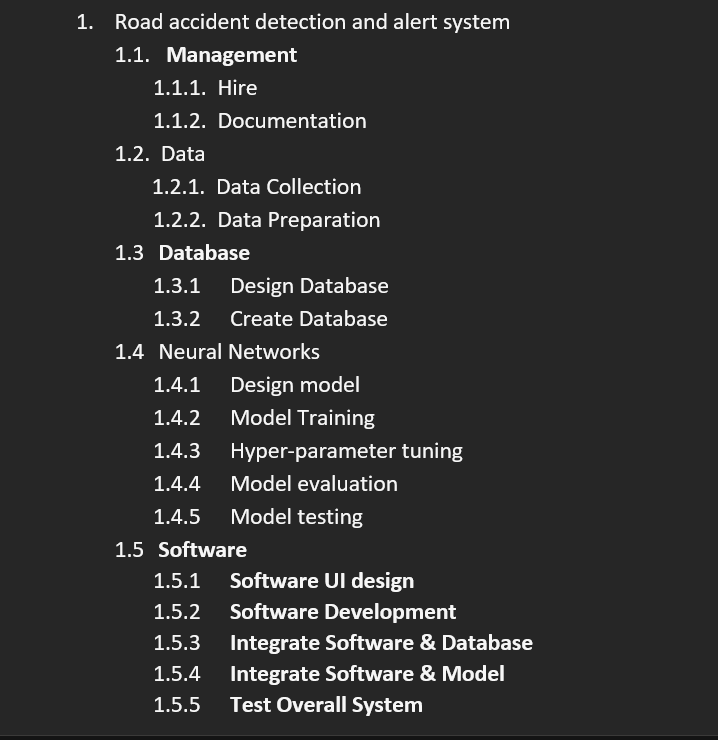 1. Road accident detection and alert system
1.1. Management
1.1.1. Hire
1.1.2. Documentation
1.2. Data
1.2.1. Data Collection
1.2.2. Data Preparation
1.3 Database
1.3.1 Design Database
1.3.2 Create Database
1.4 Neural Networks
1.4.1 Design model
1.4.2 Model Training
1.4.3 Hyper-parameter tuning
1.4.4 Model evaluation
1.4.5 Model testing
1.5 Software
1.5.1 Software UI design
1.5.2 Software Development
1.5.3 Integrate Software & Database
1.5.4 Integrate Software & Model
1.5.5 Test Overall System